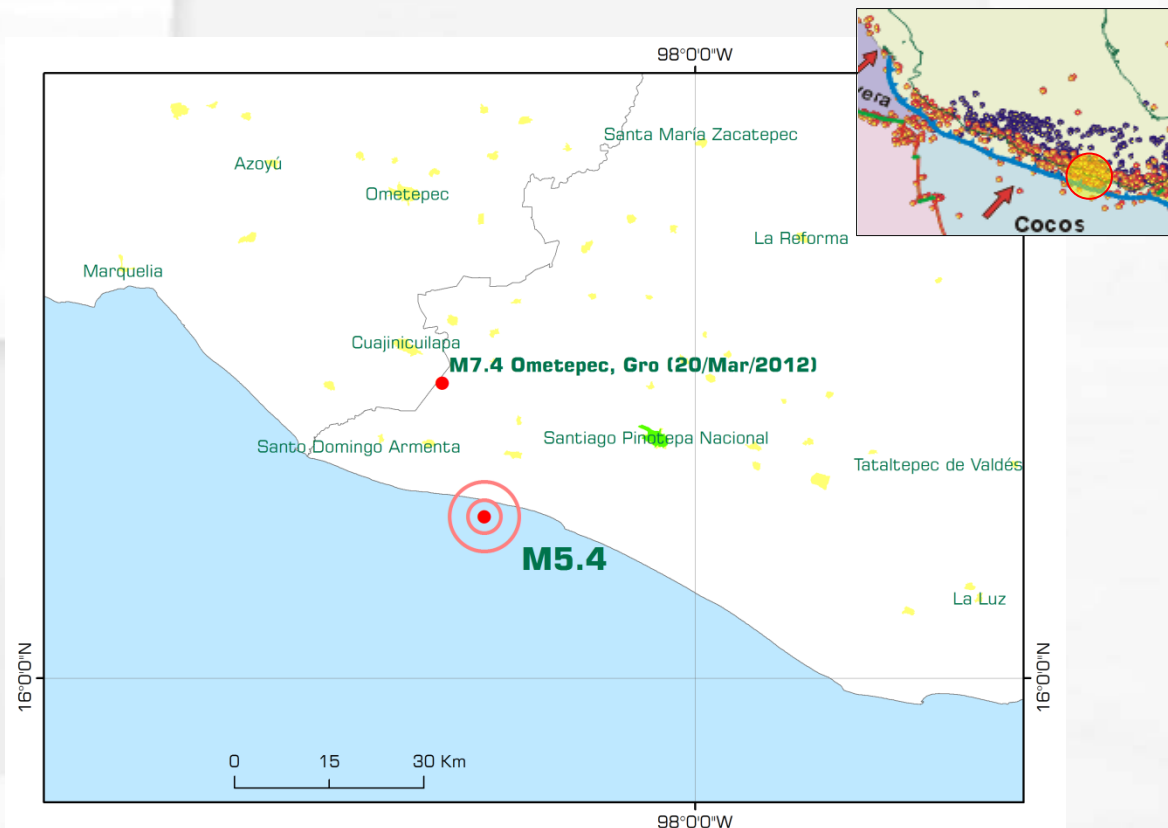 98°0'0"W
vera
Cocos
Santa María Zacatepec
Azoyú
Ometepec
La Reforma
Marquelia
Cuajinicuilapa
M7.4 Ometepec, Gro (20/Mar/2012)
Santo Domingo Armenta
Santiago Pinotepa Nacional
Tataltepec de Valdés
M5.4
La Luz
16°0'0"N
16°0'0"N
0 15 30 Km
98°0'0"W